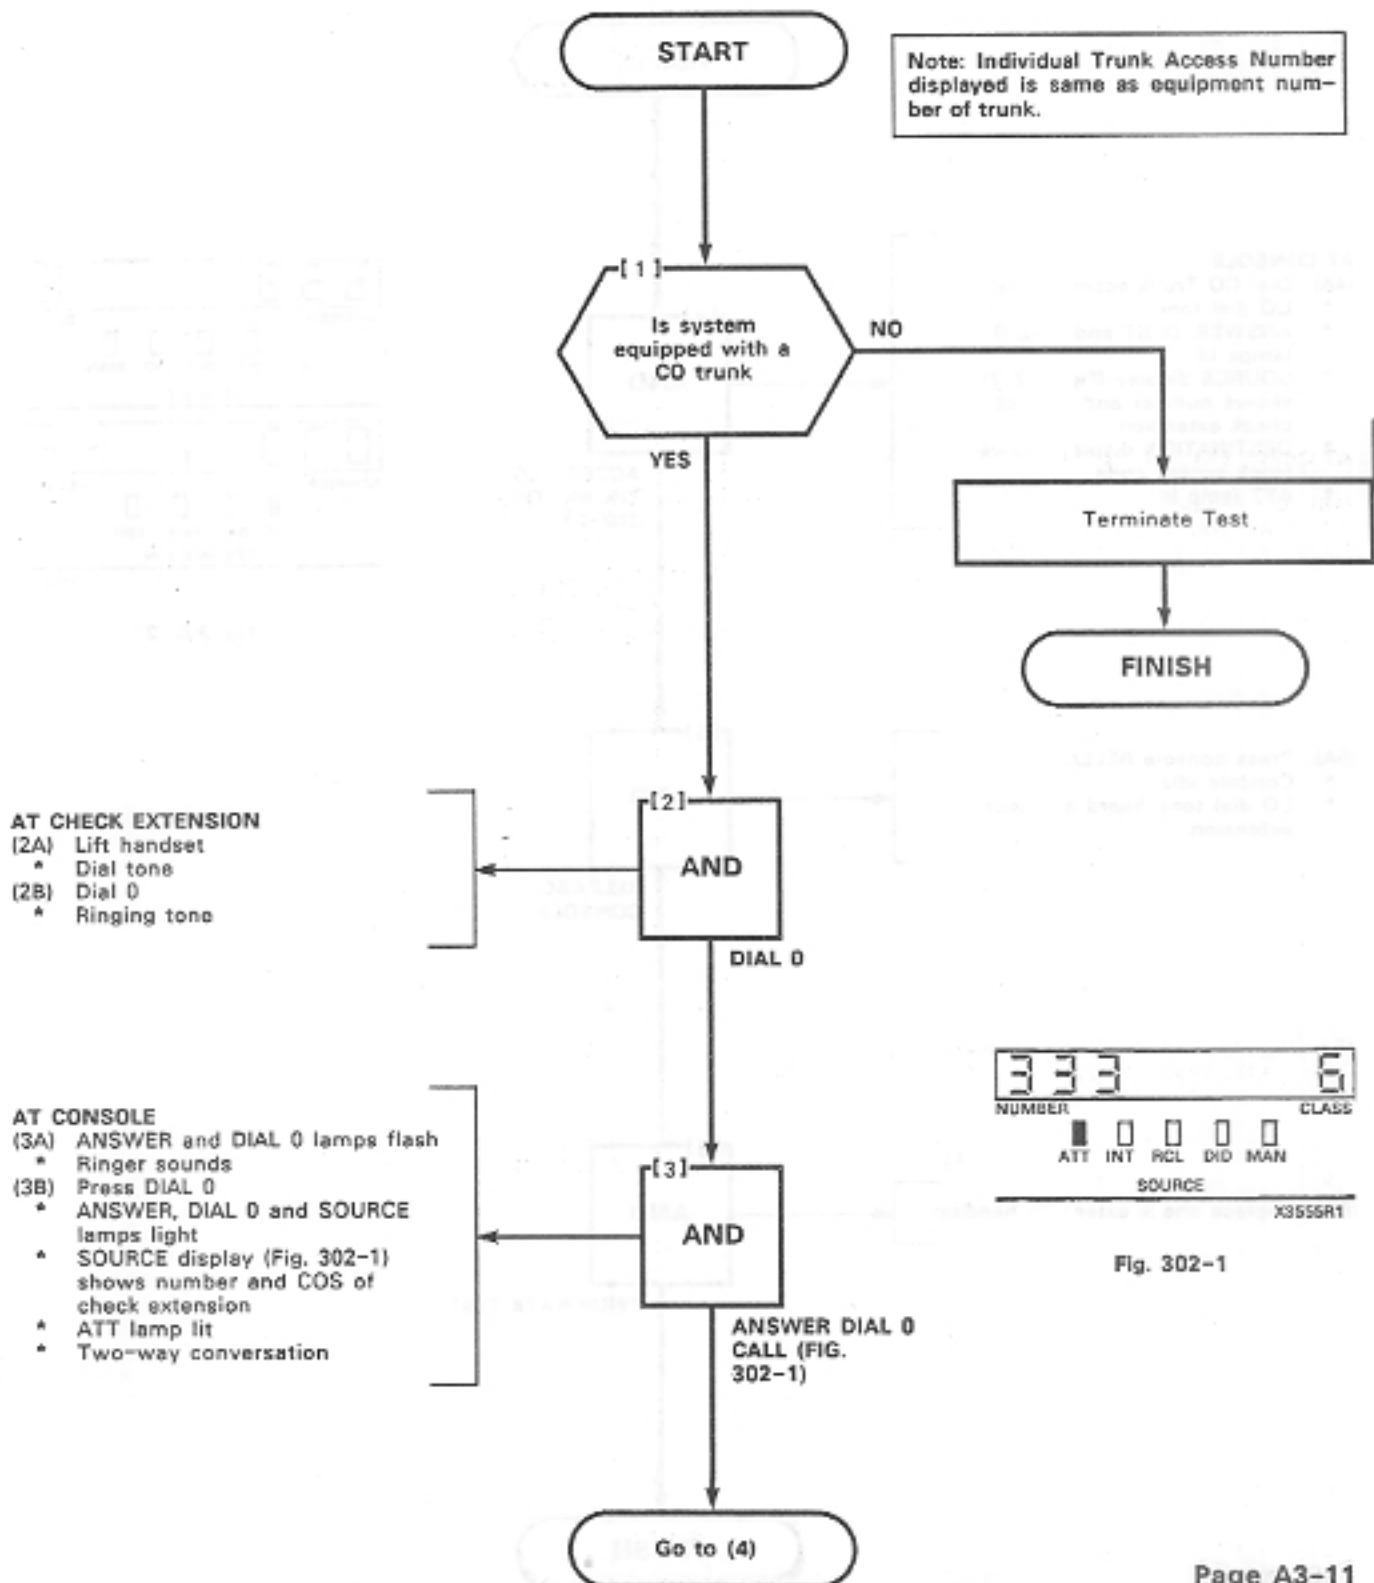 START
Note: Individual Trunk Access Number
displayed is same as equipment num-
ber of trunk.
[ 1 ]
Is system
equipped with a
CO trunk
NO
YES
Terminate Test
FINISH
AT CHECK EXTENSION
(2A) Lift handset
* Dial tone
(2B) Dial 0
* Ringing tone
[2]
AND
DIAL 0
AT CONSOLE
(3A) ANSWER and DIAL 0 lamps flash
* Ringer sounds
(3B) Press DIAL 0
* ANSWER, DIAL 0 and SOURCE
lamps light
* SOURCE display (Fig. 302-1)
shows number and COS of
check extension
* ATT lamp lit
* Two-way conversation
[3]
AND
ANSWER DIAL 0
CALL (FIG.
302-1)
333 6
NUMBER CLASS
ATT INT RCL DID MAN
SOURCE
X3555R1
Fig. 302-1
Go to (4)
Page A3-11